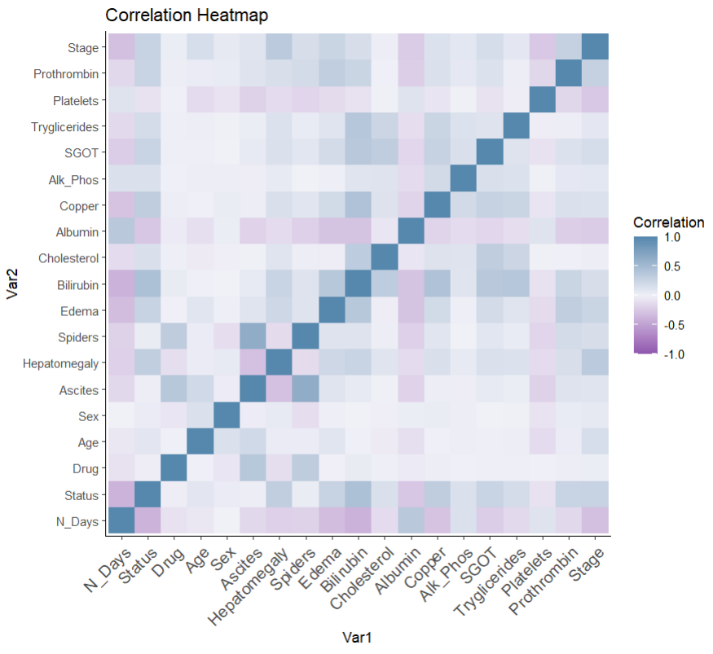 Correlation Heatmap
Var2
Stage
Prothrombin
Platelets
Tryglicerides
SGOT
Alk_Phos
Copper
Albumin
Cholesterol
Bilirubin
Edema
Spiders
Hepatomegaly
Ascites
Sex
Age
Drug
Status
N_Days
N_Days
Status
Drug
Age
Sex
Ascites
Hepatomegaly
Spiders
Edema
Bilirubin
Cholesterol
Albumin
Copper
Alk_Phos
SGOT
Tryglicerides
Platelets
Prothrombin
Stage
Var1
Correlation
1.0
0.5
0.0
-0.5
-1.0